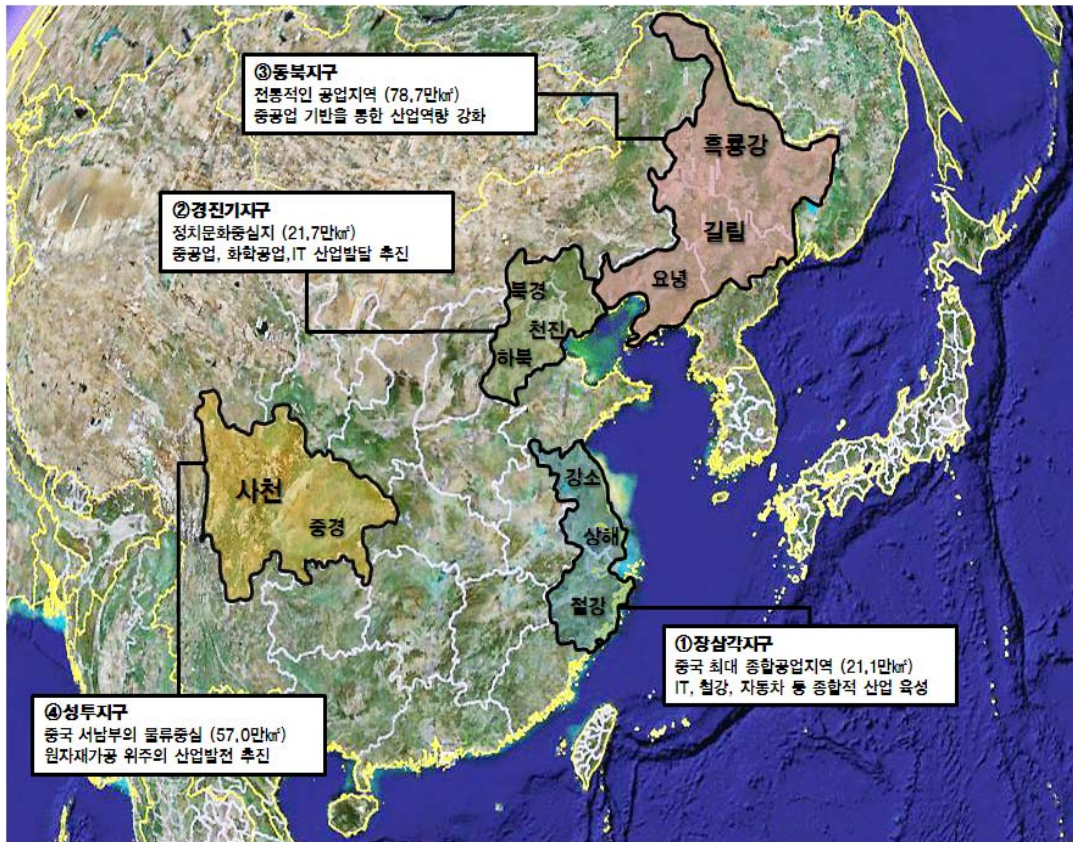 ③동북지구
전통적인 공업지역 (78,7만㎢)
중공업 기반을 통한 산업역량 강화
흑룡강
길림
요녕
②경진기지구
정치문화중심지 (21,7만㎢)
중공업, 화학공업,IT 산업발달 추진
북경
천진
하북
사천
중경
강소
상해
절강
①장삼각지구
중국 최대 종합공업지역 (21,1만㎢)
IT, 철강, 자동차 등 종합적 산업 육성
④성투지구
중국 서남부의 물류중심 (57,0만㎢)
원자재가공 위주의 산업발전 추진